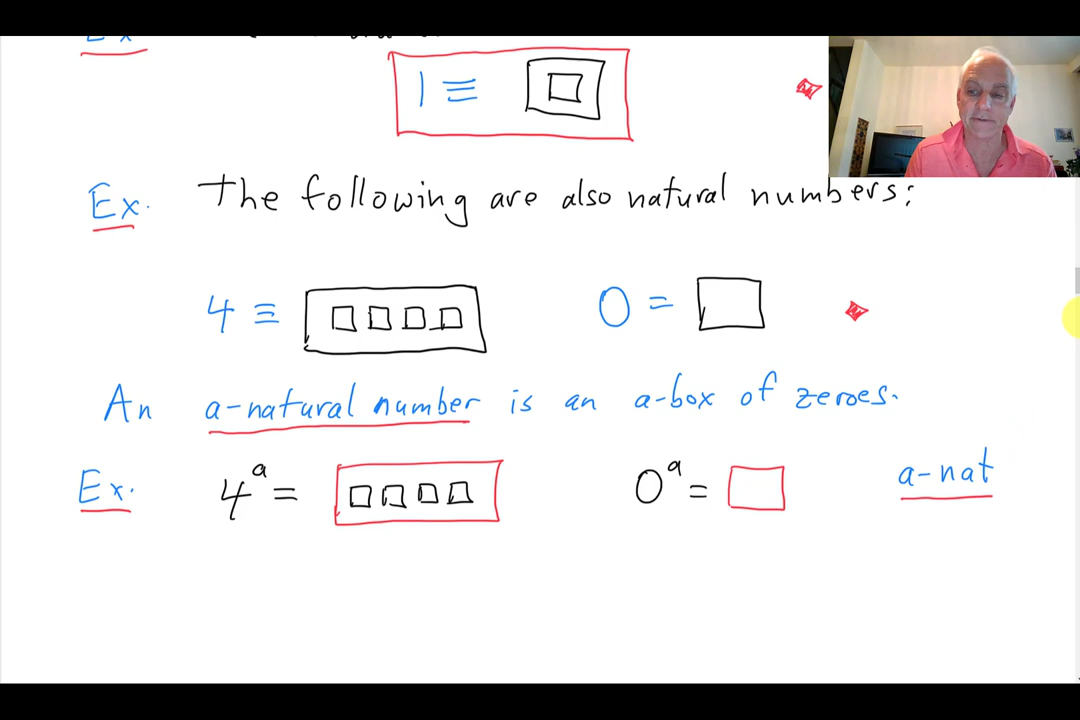 Ex
1 ≡
Ex. The following are also natural numbers:
4 ≡ 0 =
An a-natural number is an a-box of zeroes.
Ex. 4ᵃ = 0ᵃ = a-nat